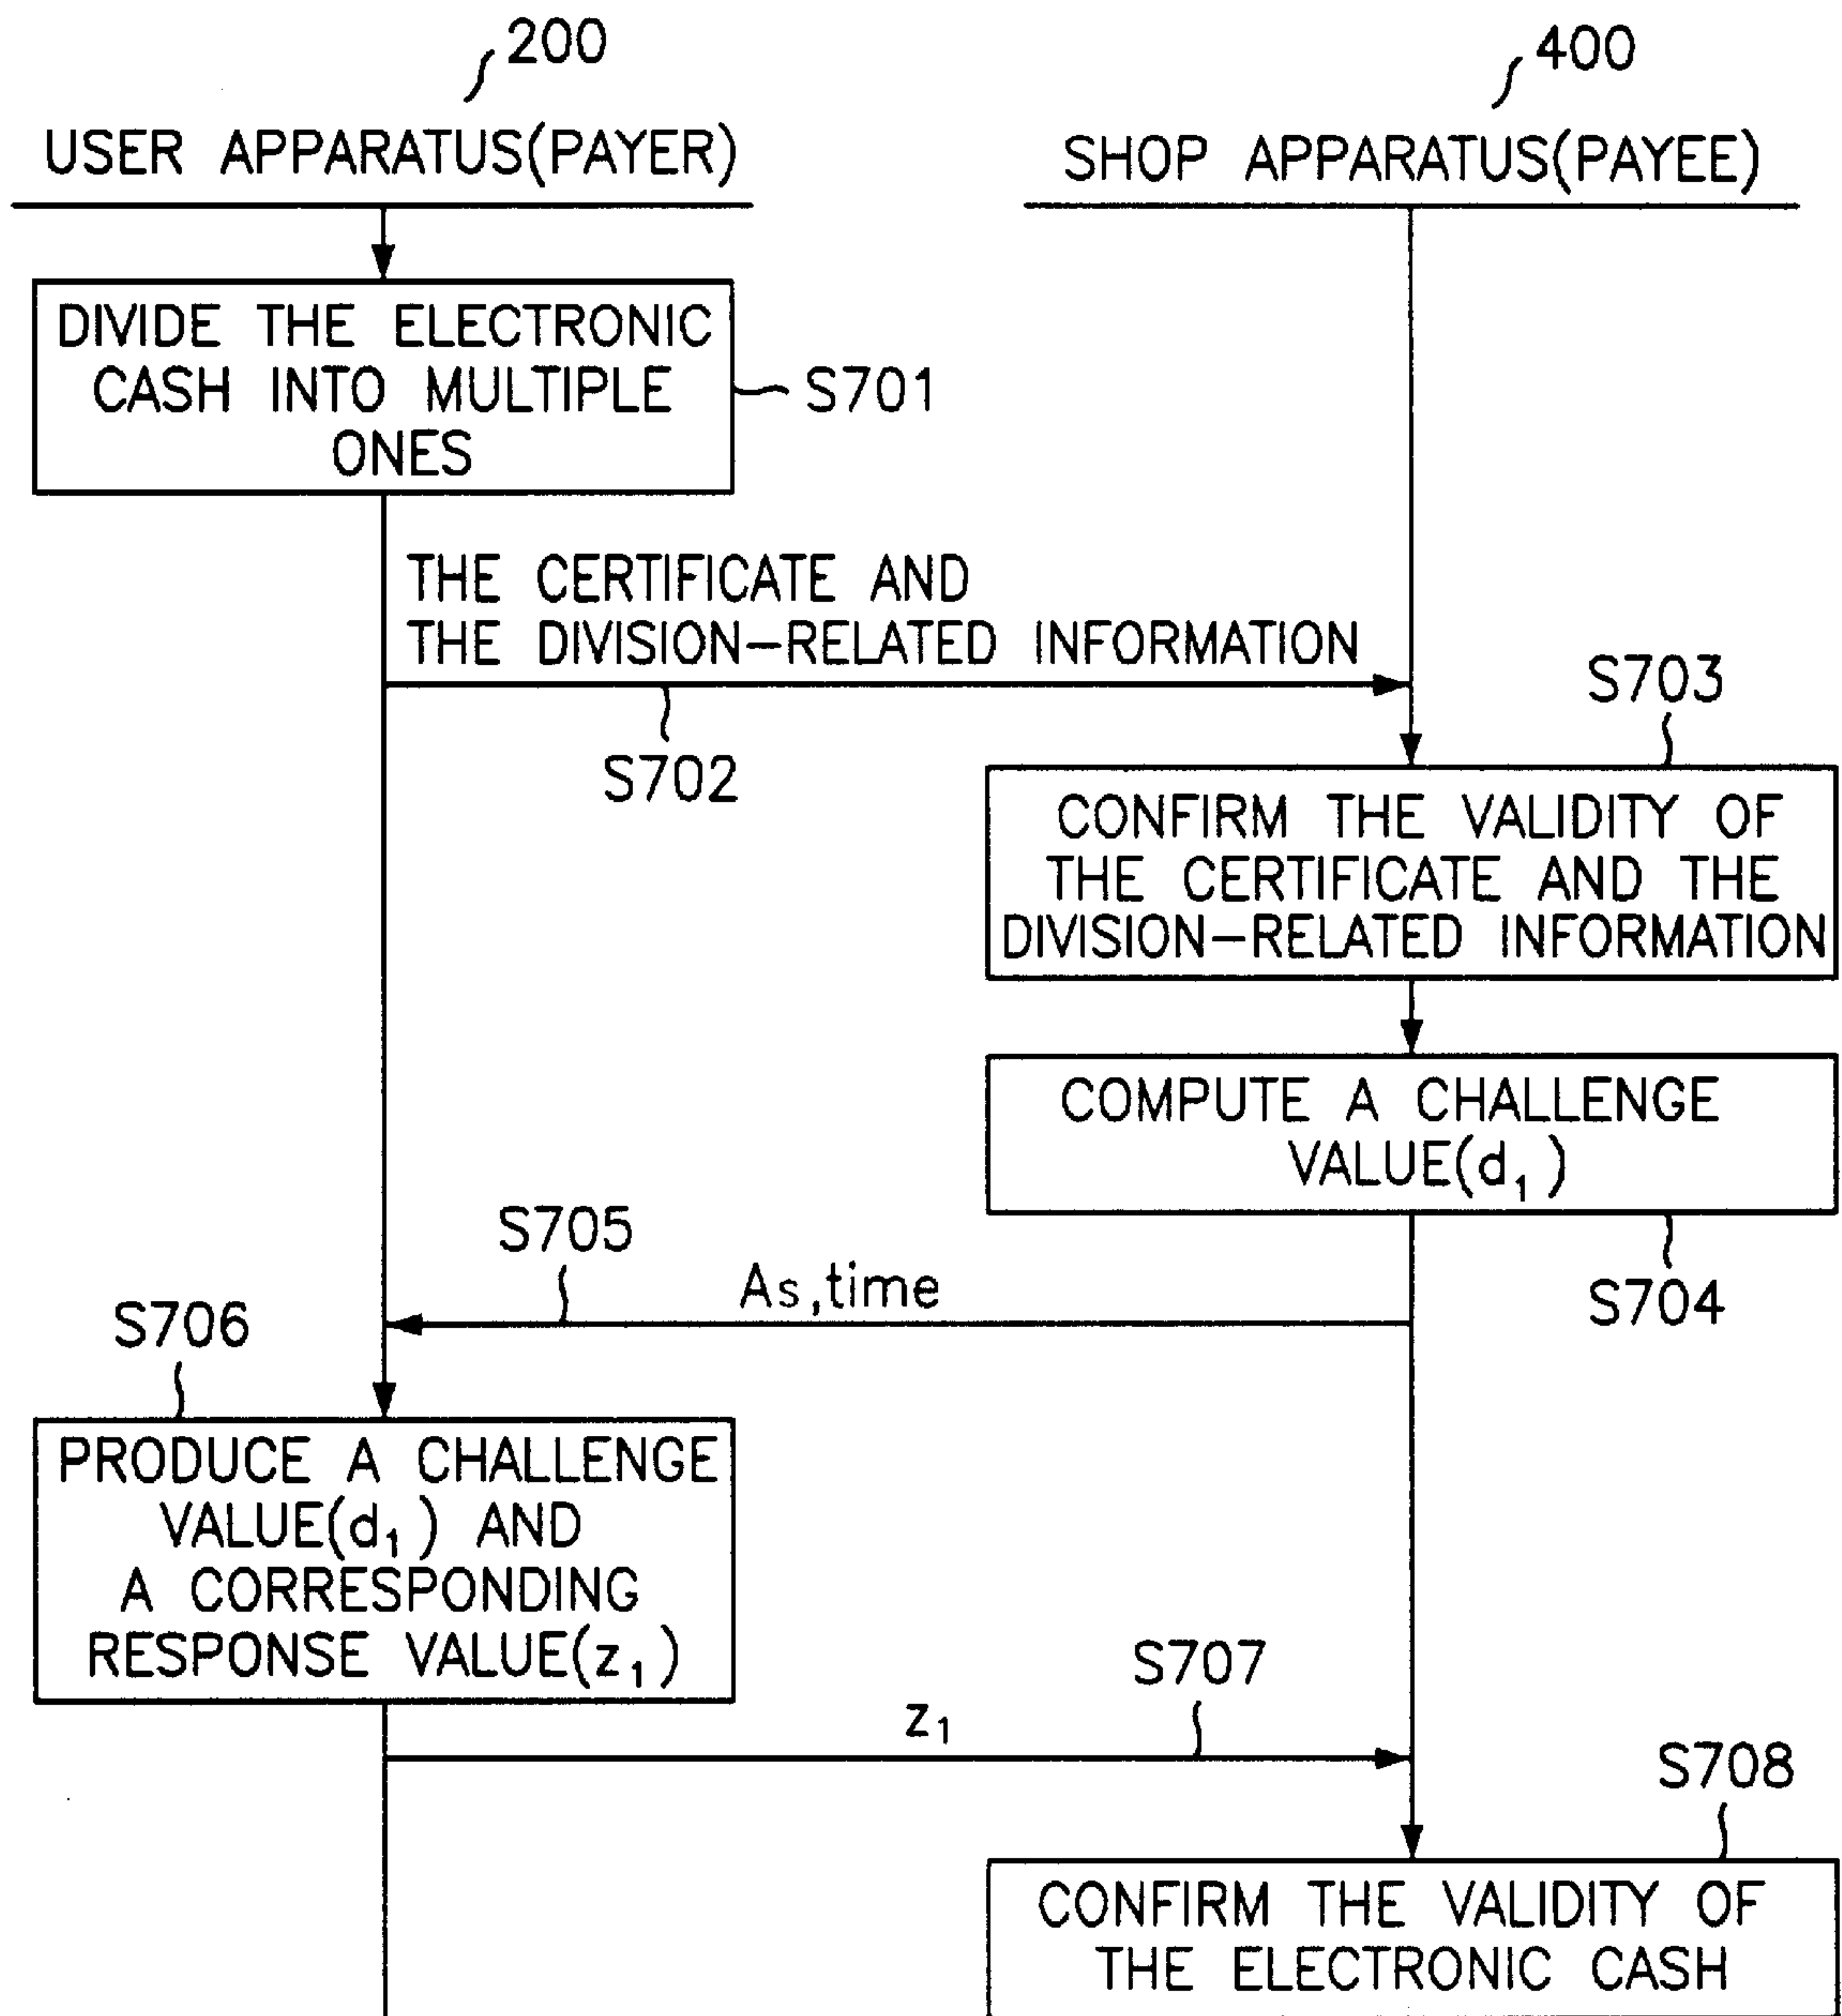 200
400
USER APPARATUS(PAYER)
SHOP APPARATUS(PAYEE)
DIVIDE THE ELECTRONIC
CASH INTO MULTIPLE
ONES
S701
THE CERTIFICATE AND
THE DIVISION-RELATED INFORMATION
S702
S703
CONFIRM THE VALIDITY OF
THE CERTIFICATE AND THE
DIVISION-RELATED INFORMATION
COMPUTE A CHALLENGE
VALUE(d₁)
S704
S705
As,time
S706
PRODUCE A CHALLENGE
VALUE(d₁) AND
A CORRESPONDING
RESPONSE VALUE(z₁)
S707
z₁
S708
CONFIRM THE VALIDITY OF
THE ELECTRONIC CASH